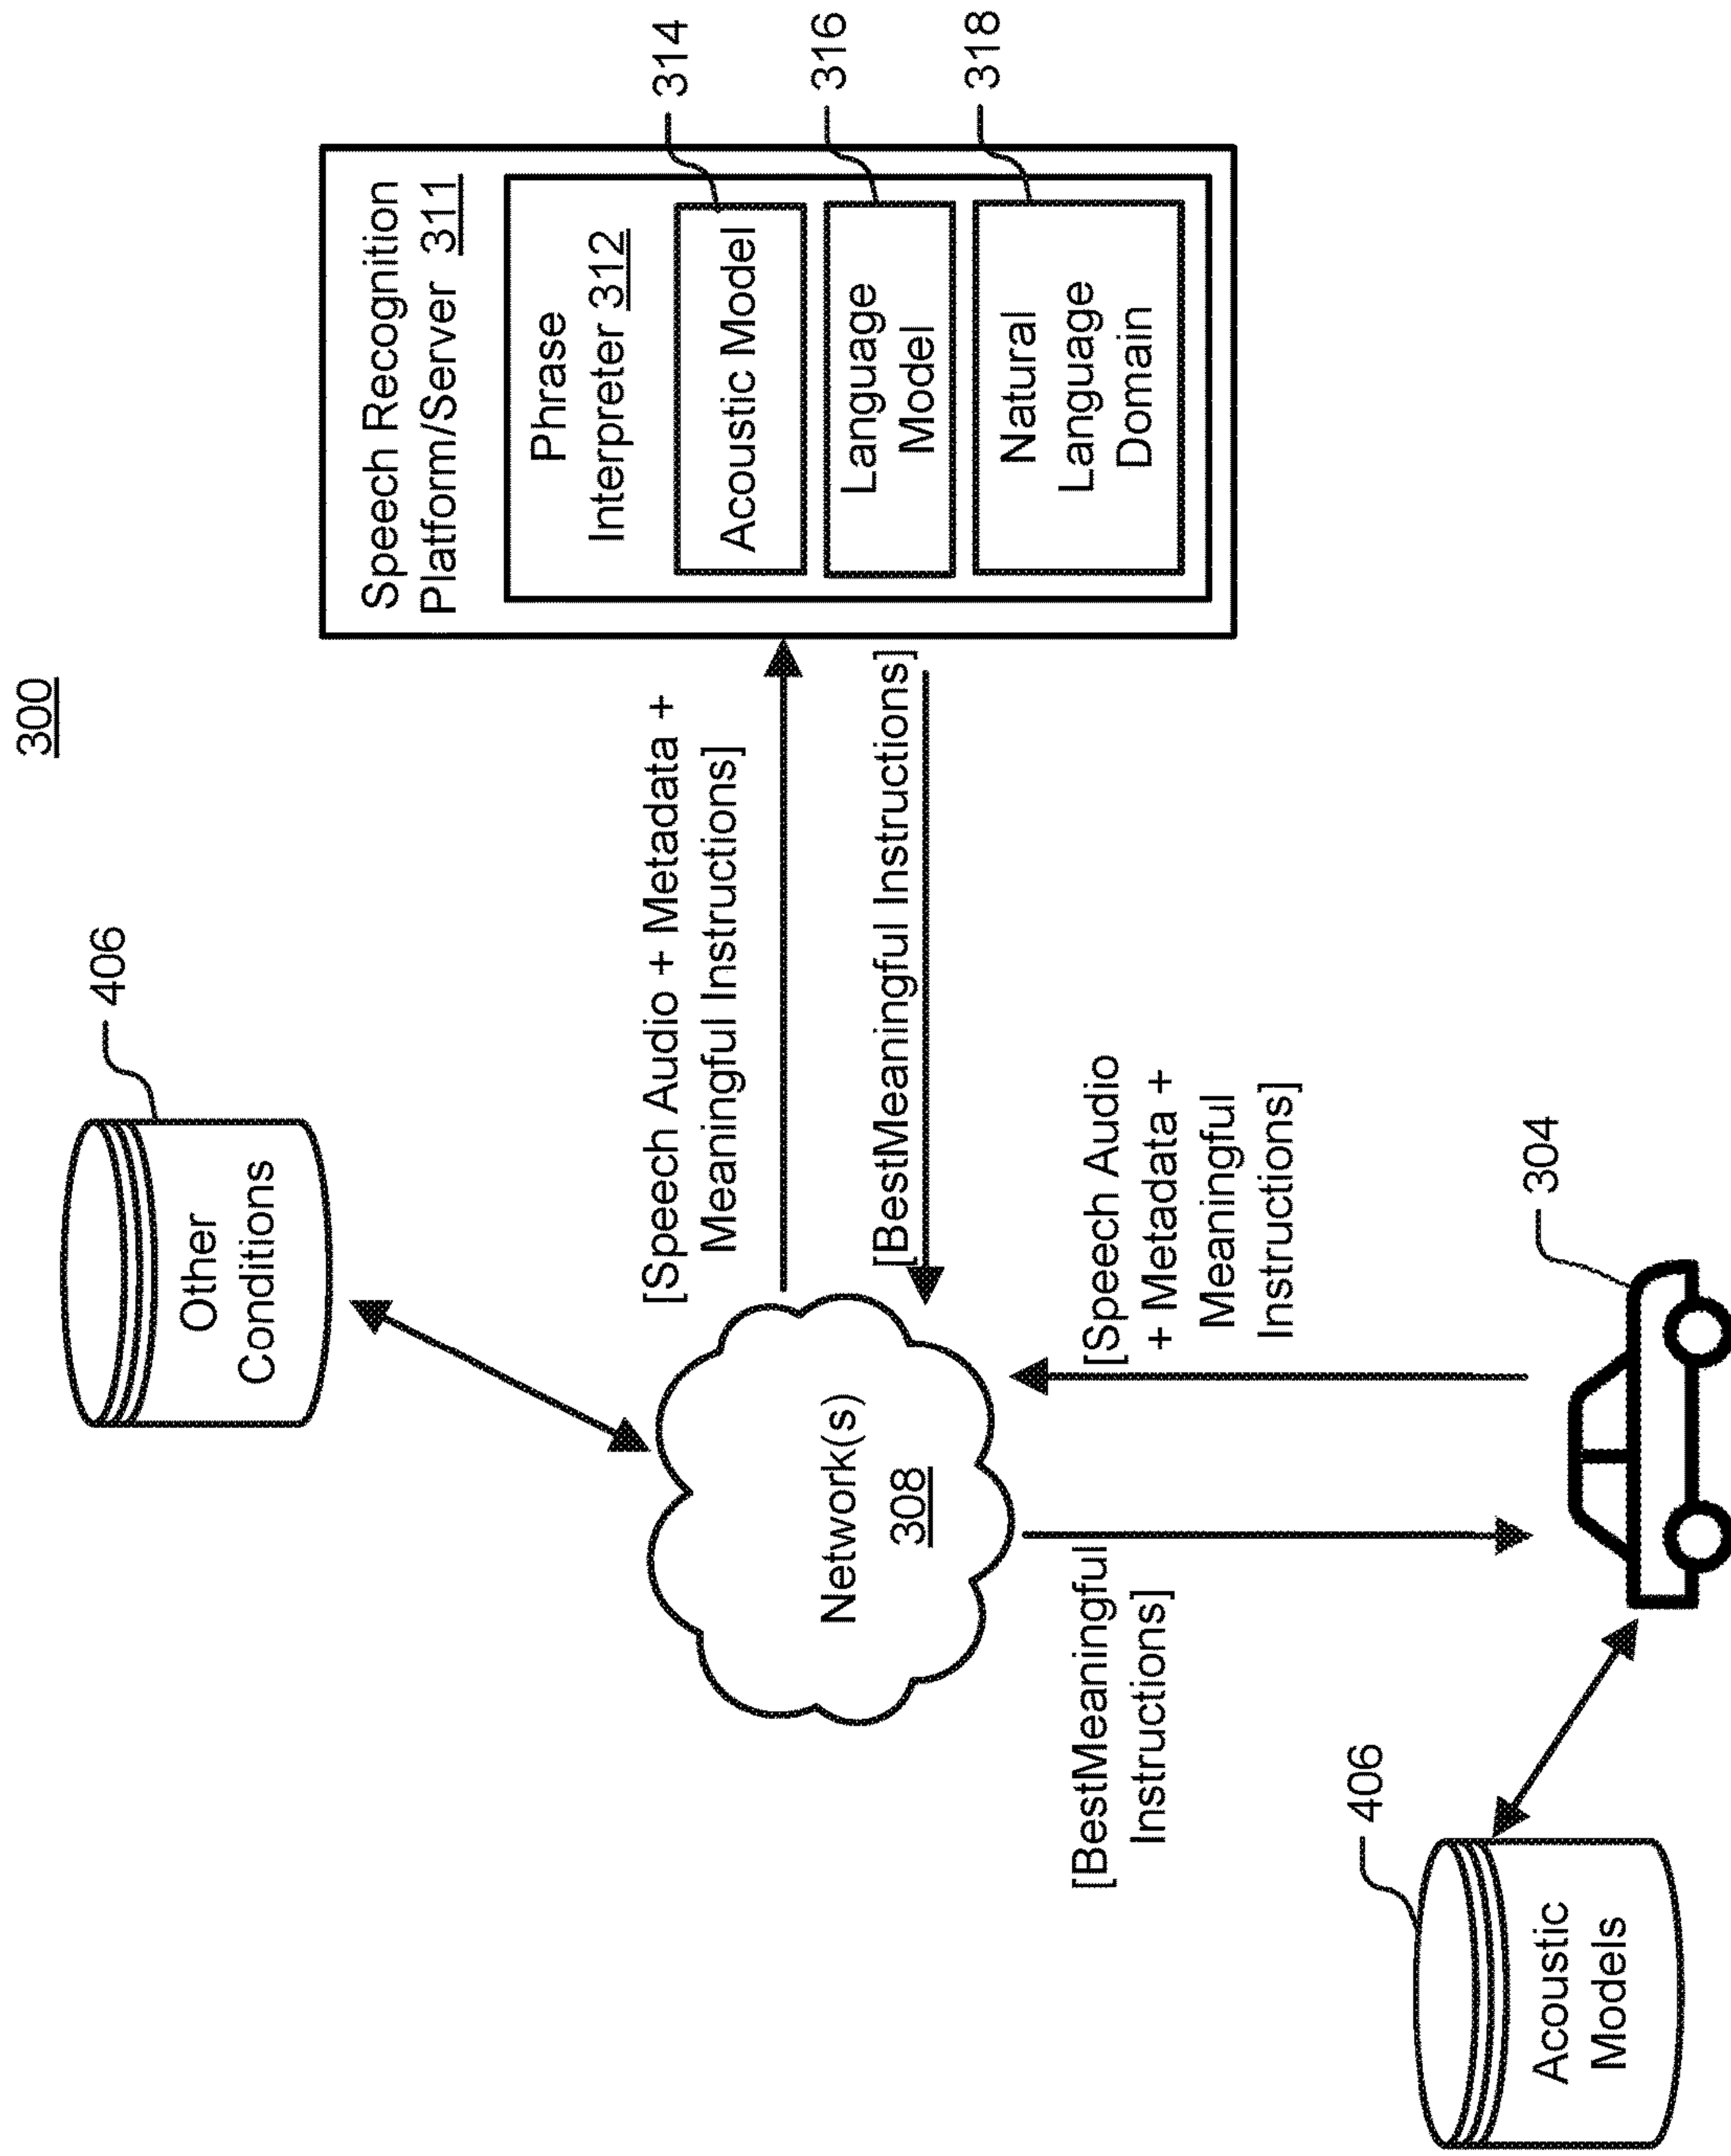 300
406
Other
Conditions
Speech Recognition
Platform/Server 311
Phrase
Interpreter 312
Acoustic Model
314
Language
Model
316
Natural
Language
Domain
318
[Speech Audio + Metadata +
Meaningful Instructions]
[BestMeaningful Instructions]
Network(s)
308
[BestMeaningful
Instructions]
[Speech Audio
+ Metadata +
Meaningful
Instructions]
304
406
Acoustic
Models